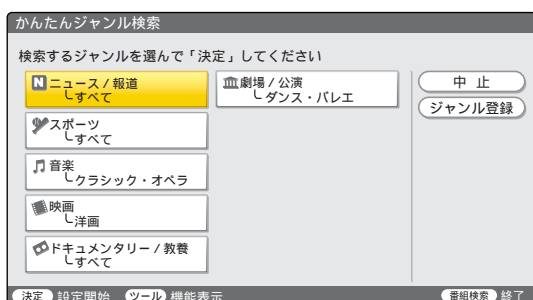 かんたんジャンル検索
検索するジャンルを選んで「決定」してください
N ニュース / 報道
└すべて
スポーツ
└すべて
音楽
└クラシック・オペラ
映画
└洋画
ドキュメンタリー / 教養
└すべて
劇場 / 公演
└ダンス・バレエ
中 止
ジャンル登録
決定 設定開始 ツール 機能表示 番組検索 終了